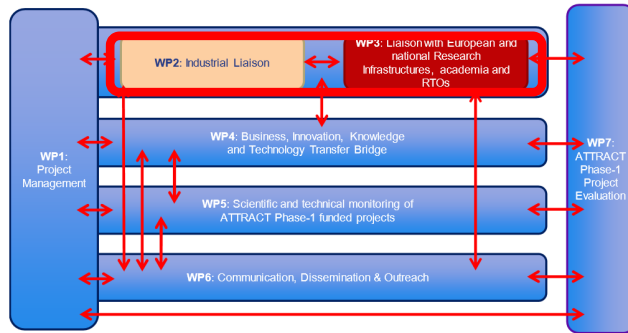 WP2: Industrial Liaison
WP3: Liaison with European and
national Research
Infrastructures, academia and
RTOs
WP4: Business, Innovation, Knowledge
and Technology Transfer Bridge
WP1:
Project
Management
WP7:
ATTRACT
Phase-1
Project
Evaluation
WP5: Scientific and technical monitoring of
ATTRACT Phase-1 funded projects
WP6: Communication, Dissemination & Outreach